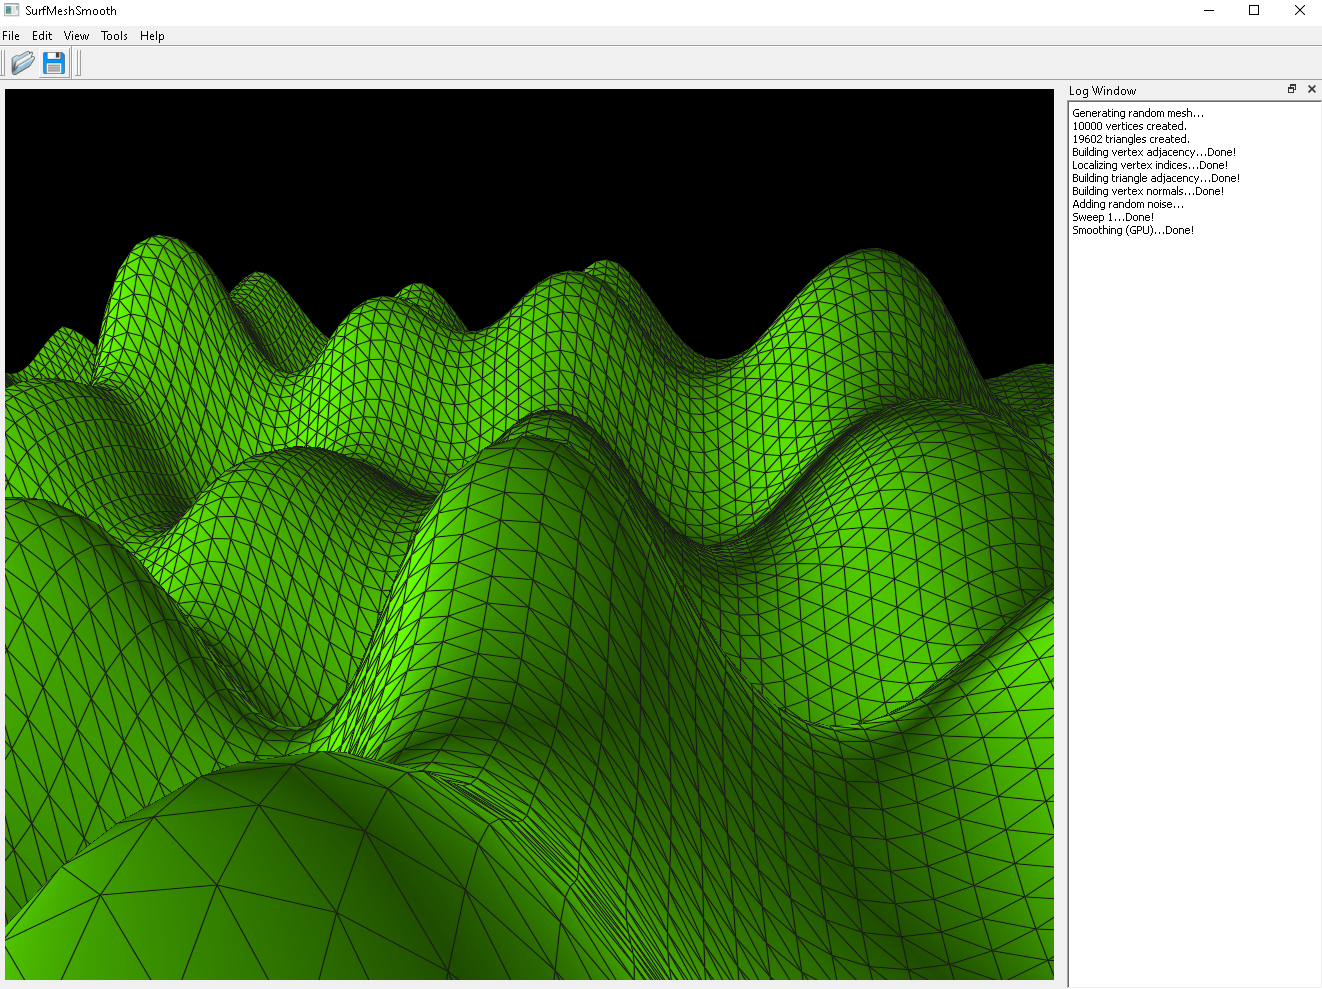 SurfMeshSmooth
File Edit View Tools Help
Log Window
Generating random mesh...
10000 vertices created.
19602 triangles created.
Building vertex adjacency...Done!
Localizing vertex indices...Done!
Building triangle adjacency...Done!
Building vertex normals...Done!
Adding random noise...
Sweep 1...Done!
Smoothing (GPU)...Done!